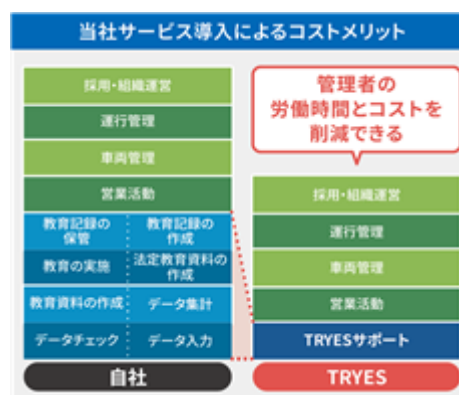 当社サービス導入によるコストメリット
管理者の
労働時間とコストを
削減できる
採用・組織運営
運行管理
車両管理
営業活動
教育記録の
保管
教育記録の
作成
教育の実施
法定教育資料の
作成
教育資料の作成
データ集計
データチェック
データ入力
自社
採用・組織運営
運行管理
車両管理
営業活動
TRYESサポート
TRYES